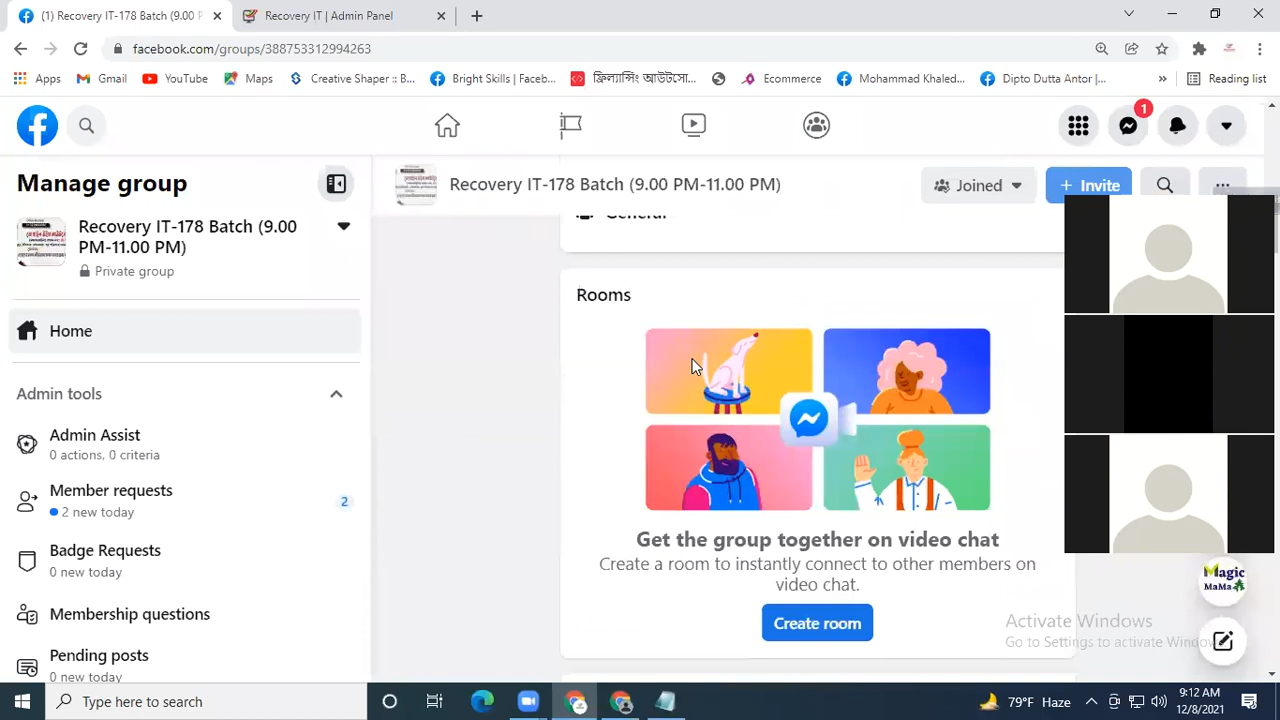 (1) Recovery IT-178 Batch (9.00 P
Recovery IT | Admin Panel
facebook.com/groups/388753312994263
Apps
Gmail
YouTube
Maps
Creative Shaper :: B...
Bright Skills | Faceb...
ফ্রিল্যান্সিং আউটসো...
Ecommerce
Mohammad Khaled...
Dipto Dutta Antor |...
Reading list
1
Manage group
Recovery IT-178 Batch (9.00 PM-11.00 PM)
Joined
+ Invite
Recovery IT-178 Batch (9.00
PM-11.00 PM)
Private group
General
Home
Rooms
Admin tools
Admin Assist
0 actions, 0 criteria
Member requests
2 new today
2
Badge Requests
0 new today
Membership questions
Pending posts
0 new today
Get the group together on video chat
Create a room to instantly connect to other members on
video chat.
Create room
Magic
MaMa
Activate Windows
Go to Settings to activate Windows
Type here to search
79°F Haze
9:12 AM
12/8/2021